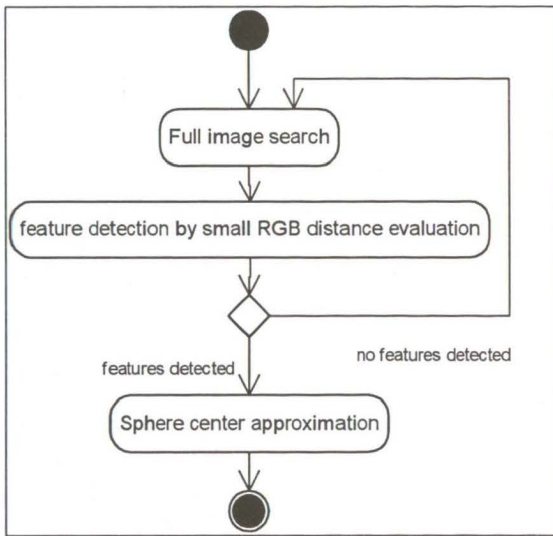 Full image search
feature detection by small RGB distance evaluation
no features detected
features detected
Sphere center approximation